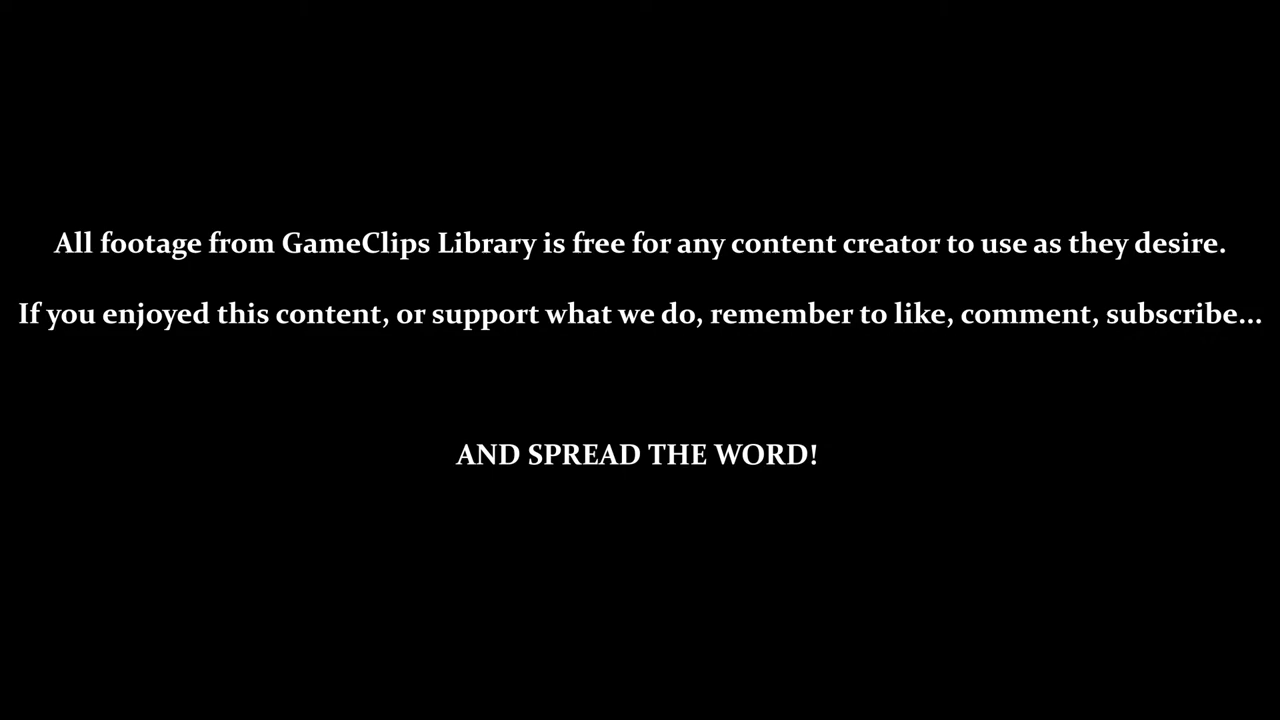 All footage from GameClips Library is free for any content creator to use as they desire.
If you enjoyed this content, or support what we do, remember to like, comment, subscribe...
AND SPREAD THE WORD!